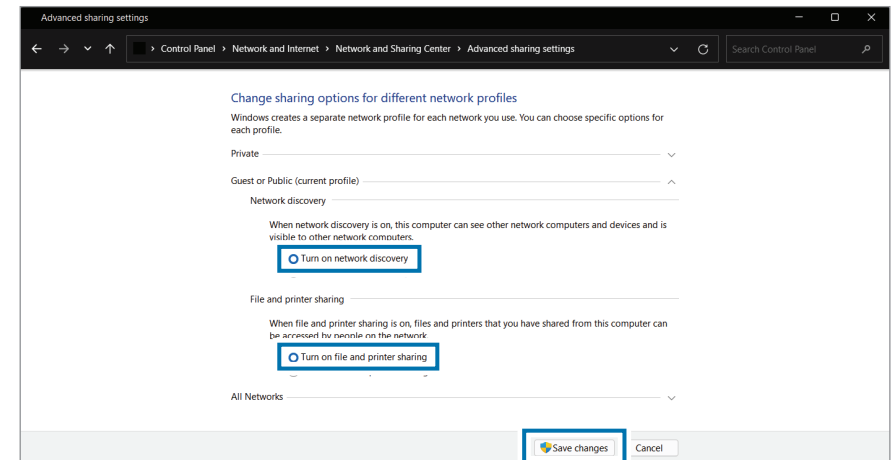 Advanced sharing settings
Control Panel > Network and Internet > Network and Sharing Center > Advanced sharing settings
Search Control Panel
Change sharing options for different network profiles
Windows creates a separate network profile for each network you use. You can choose specific options for
each profile.
Private
Guest or Public (current profile)
Network discovery
When network discovery is on, this computer can see other network computers and devices and is
visible to other network computers.
Turn on network discovery
File and printer sharing
When file and printer sharing is on, files and printers that you have shared from this computer can
be accessed by people on the network.
Turn on file and printer sharing
All Networks
Save changes
Cancel